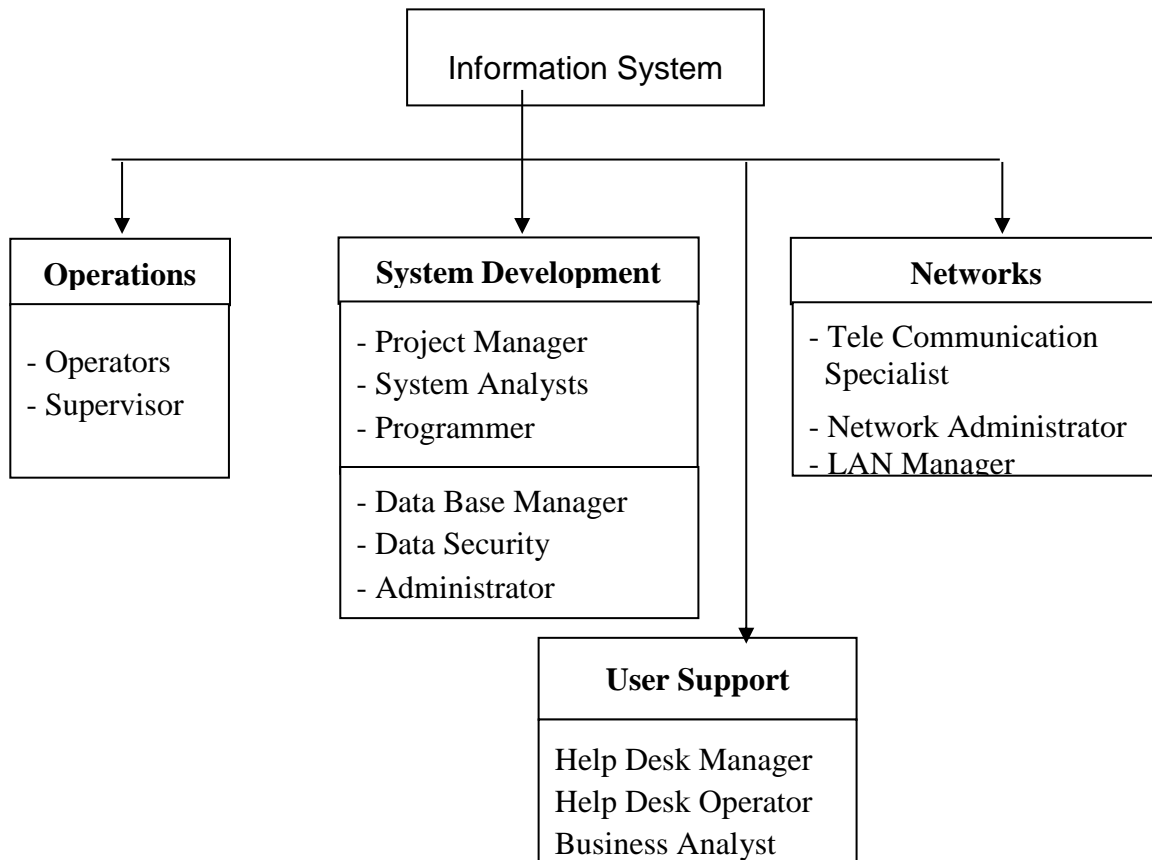 Information System
Operations
- Operators
- Supervisor
System Development
- Project Manager
- System Analysts
- Programmer
- Data Base Manager
- Data Security
- Administrator
Networks
- Tele Communication
Specialist
- Network Administrator
- LAN Manager
User Support
Help Desk Manager
Help Desk Operator
Business Analyst